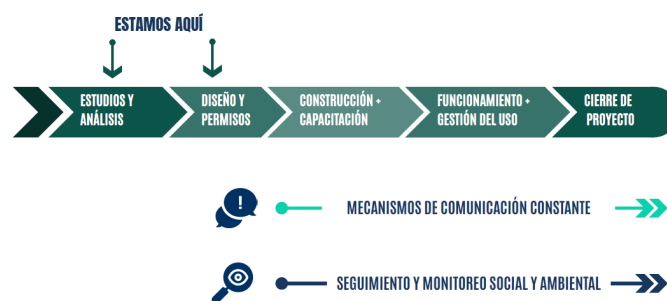 ESTAMOS AQUÍ
ESTUDIOS Y
ANÁLISIS
DISEÑO Y
PERMISOS
CONSTRUCCIÓN +
CAPACITACIÓN
FUNCIONAMIENTO +
GESTIÓN DEL USO
CIERRE DE
PROYECTO
!
MECANISMOS DE COMUNICACIÓN CONSTANTE
SEGUIMIENTO Y MONITOREO SOCIAL Y AMBIENTAL